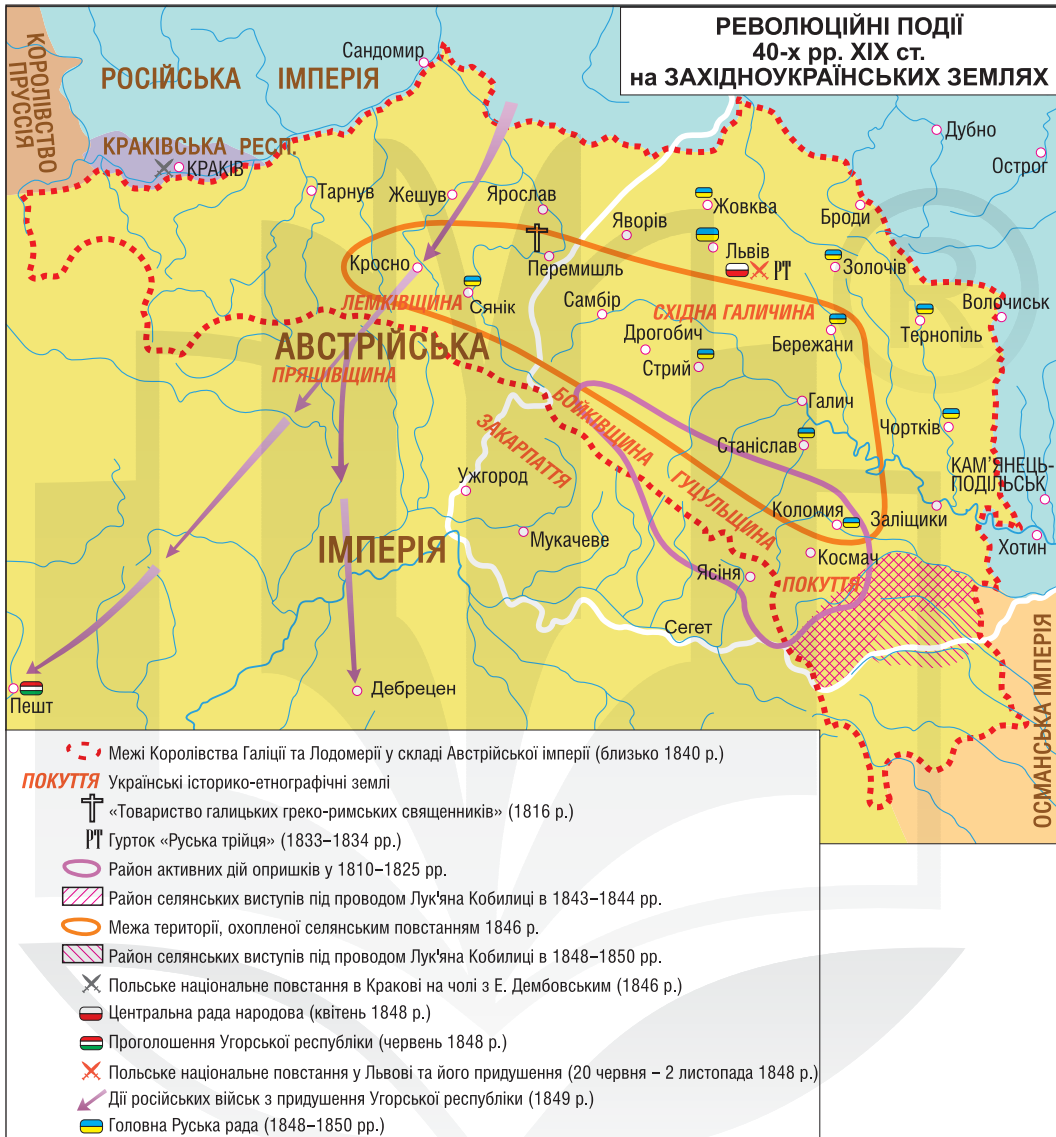 РЕВОЛЮЦІЙНІ ПОДІЇ
40-х рр. XIX ст.
на ЗАХІДНОУКРАЇНСЬКИХ ЗЕМЛЯХ
КОРОЛІВСТВО
ПРУССІЯ
РОСІЙСЬКА ІМПЕРІЯ
Сандомир
Дубно
Острог
КРАКІВСЬКА РЕСП.
КРАКІВ
Тарнув
Жешув
Ярослав
Яворів
Жовква
Броди
Львів
РТ
Перемишль
Золочів
Кросно
Сянік
Самбір
ЛЕМКІВЩИНА
СХІДНА ГАЛИЧИНА
Волочиськ
Тернопіль
Бережани
АВСТРІЙСЬКА
Дрогобич
Стрий
ПРЯШІВЩИНА
БОЙКІВЩИНА
Галич
Чортків
Станіслав
ЗАКАРПАТТЯ
Ужгород
ГУЦУЛЬЩИНА
КАМ’ЯНЕЦЬ-
ПОДІЛЬСЬК
Коломия
Заліщики
Хотин
ІМПЕРІЯ
Мукачеве
Космач
Ясіня
ПОКУТТЯ
Сегет
Пешт
Дебрецен
ОСМАНСЬКА ІМПЕРІЯ
Межі Королівства Галіції та Лодомерії у складі Австрійської імперії (близько 1840 р.)
ПОКУТТЯ Українські історико-етнографічні землі
«Товариство галицьких греко-римських священників» (1816 р.)
РТ Гурток «Руська трійця» (1833–1834 рр.)
Район активних дій опришків у 1810–1825 рр.
Район селянських виступів під проводом Лук'яна Кобилиці в 1843–1844 рр.
Межа території, охопленої селянським повстанням 1846 р.
Район селянських виступів під проводом Лук'яна Кобилиці в 1848–1850 рр.
Польське національне повстання в Кракові на чолі з Е. Дембовським (1846 р.)
Центральна рада народова (квітень 1848 р.)
Проголошення Угорської республіки (червень 1848 р.)
Польське національне повстання у Львові та його придушення (20 червня – 2 листопада 1848 р.)
Дії російських військ з придушення Угорської республіки (1849 р.)
Головна Руська рада (1848–1850 рр.)